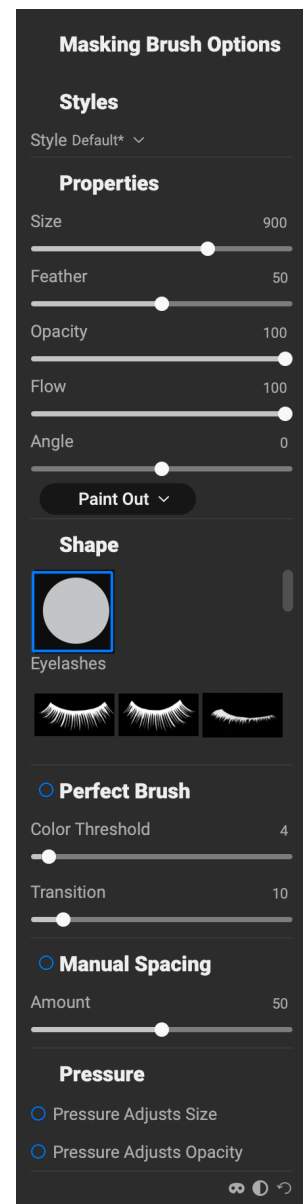 Masking Brush Options
Styles
Style Default*
Properties
Size 900
Feather 50
Opacity 100
Flow 100
Angle 0
Paint Out
Shape
Eyelashes
Perfect Brush
Color Threshold 4
Transition 10
Manual Spacing
Amount 50
Pressure
Pressure Adjusts Size
Pressure Adjusts Opacity